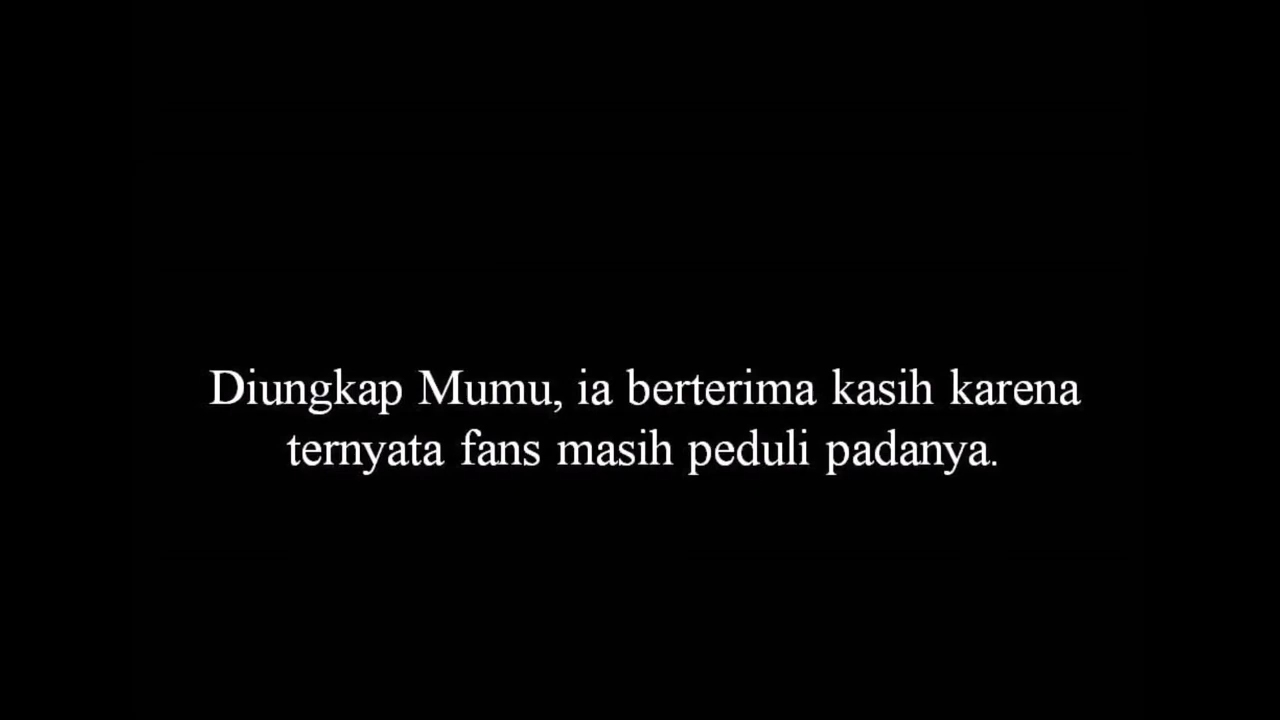 Diungkap Mumu, ia berterima kasih karena
ternyata fans masih peduli padanya.